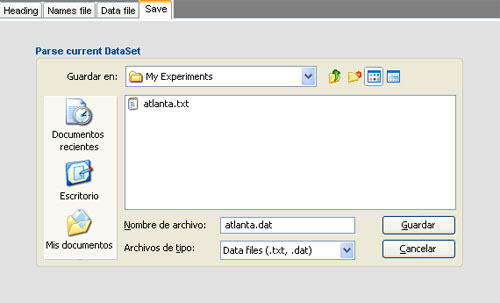 Heading Names file Data file Save
Parse current DataSet
Guardar en: My Experiments
atlanta.txt
Documentos
recientes
Escritorio
Mis documentos
Nombre de archivo: atlanta.dat Guardar
Archivos de tipo: Data files (.txt, .dat) Cancelar